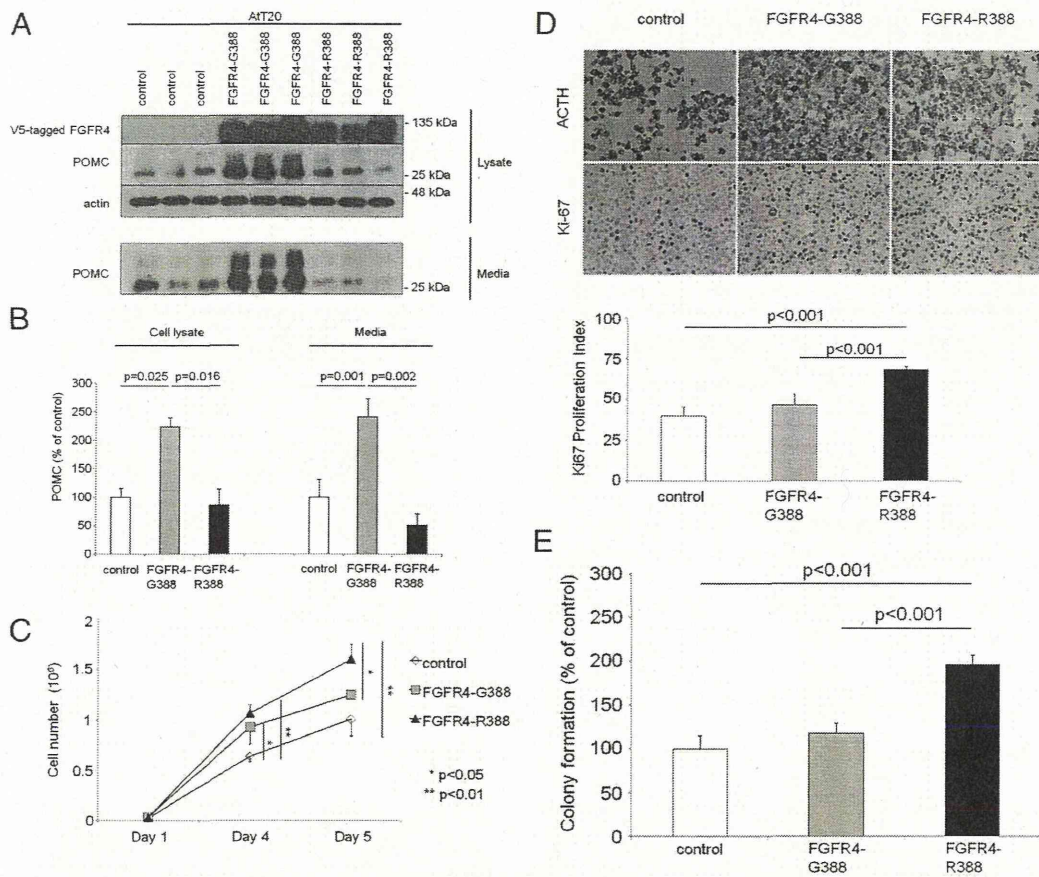 A
AtT20
control
control
control
FGFR4-G388
FGFR4-G388
FGFR4-G388
FGFR4-R388
FGFR4-R388
FGFR4-R388
V5-tagged FGFR4
- 135 kDa
POMC
- 25 kDa
Lysate
actin
- 48 kDa
POMC
- 25 kDa
Media
B
Cell lysate
Media
p=0.025
p=0.016
p=0.001
p=0.002
POMC (% of control)
300
250
200
150
100
50
0
control
FGFR4-
G388
FGFR4-
R388
control
FGFR4-
G388
FGFR4-
R388
C
Cell number
2
1.5
1
0.5
0
Day 1
Day 4
Day 5
control
FGFR4-G388
FGFR4-R388
*
**
*
**
* p<0.05
** p<0.01
D
control
FGFR4-G388
FGFR4-R388
ACTH
Ki-67
Ki67 Proliferation Index
100
75
50
25
0
p<0.001
p<0.001
control
FGFR4-
G388
FGFR4-
R388
E
Colony formation (% of control)
300
250
200
150
100
50
0
p<0.001
p<0.001
control
FGFR4-
G388
FGFR4-
R388